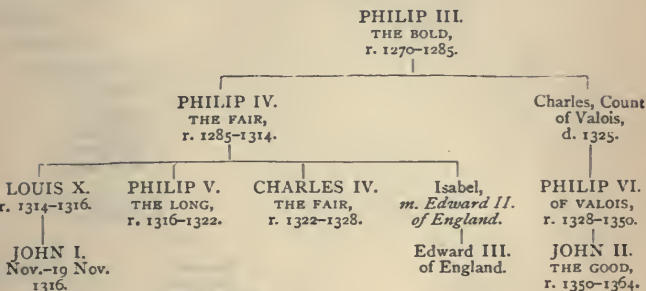 PHILIP III.
THE BOLD,
r. 1270–1285.
PHILIP IV.
THE FAIR,
r. 1285–1314.
Charles, Count
of Valois,
d. 1325.
LOUIS X.
r. 1314–1316.
JOHN I.
Nov.–19 Nov.
1316.
PHILIP V.
THE LONG,
r. 1316–1322.
CHARLES IV.
THE FAIR,
r. 1322–1328.
Isabel,
m. Edward II.
of England.
Edward III.
of England.
PHILIP VI.
OF VALOIS,
r. 1328–1350.
JOHN II.
THE GOOD,
r. 1350–1364.